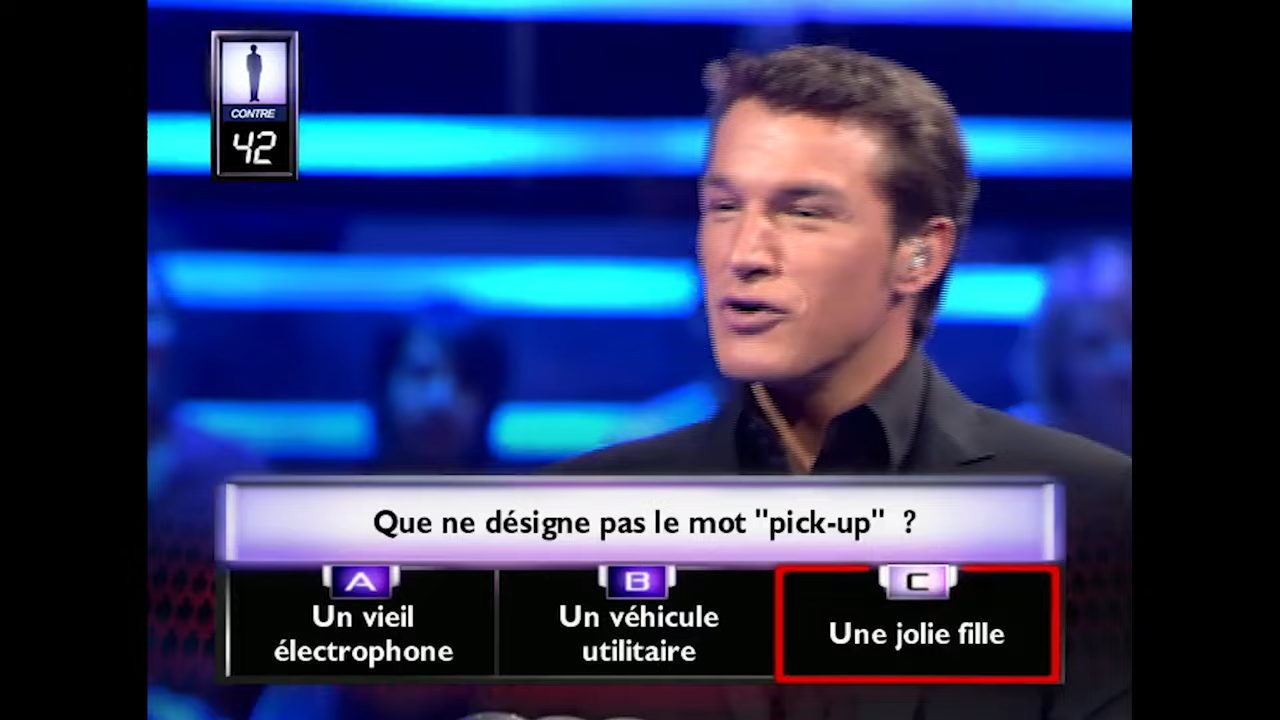 CONTRE
42
Que ne désigne pas le mot "pick-up" ?
A
B
C
Un vieil
électrophone
Un véhicule
utilitaire
Une jolie fille